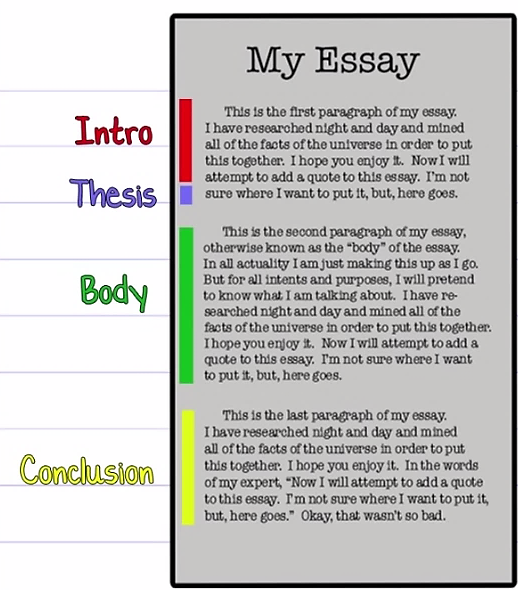 My Essay
Intro
Thesis
This is the first paragraph of my essay.
I have researched night and day and mined
all of the facts of the universe in order to put
this together. I hope you enjoy it. Now I will
attempt to add a quote to this essay. I'm not
sure where I want to put it, but, here goes.
Body
This is the second paragraph of my essay,
otherwise known as the "body" of the essay.
In all actuality I am just making this up as I go.
But for all intents and purposes, I will pretend
to know what I am talking about. I have re-
searched night and day and mined all of the
facts of the universe in order to put this together.
I hope you enjoy it. Now I will attempt to add a
quote to this essay. I'm not sure where I want
to put it, but, here goes.
Conclusion
This is the last paragraph of my essay.
I have researched night and day and mined
all of the facts of the universe in order to put
this together. I hope you enjoy it. In the words
of my expert, "Now I will attempt to add a quote
to this essay. I'm not sure where I want to put it,
but, here goes." Okay, that wasn't so bad.